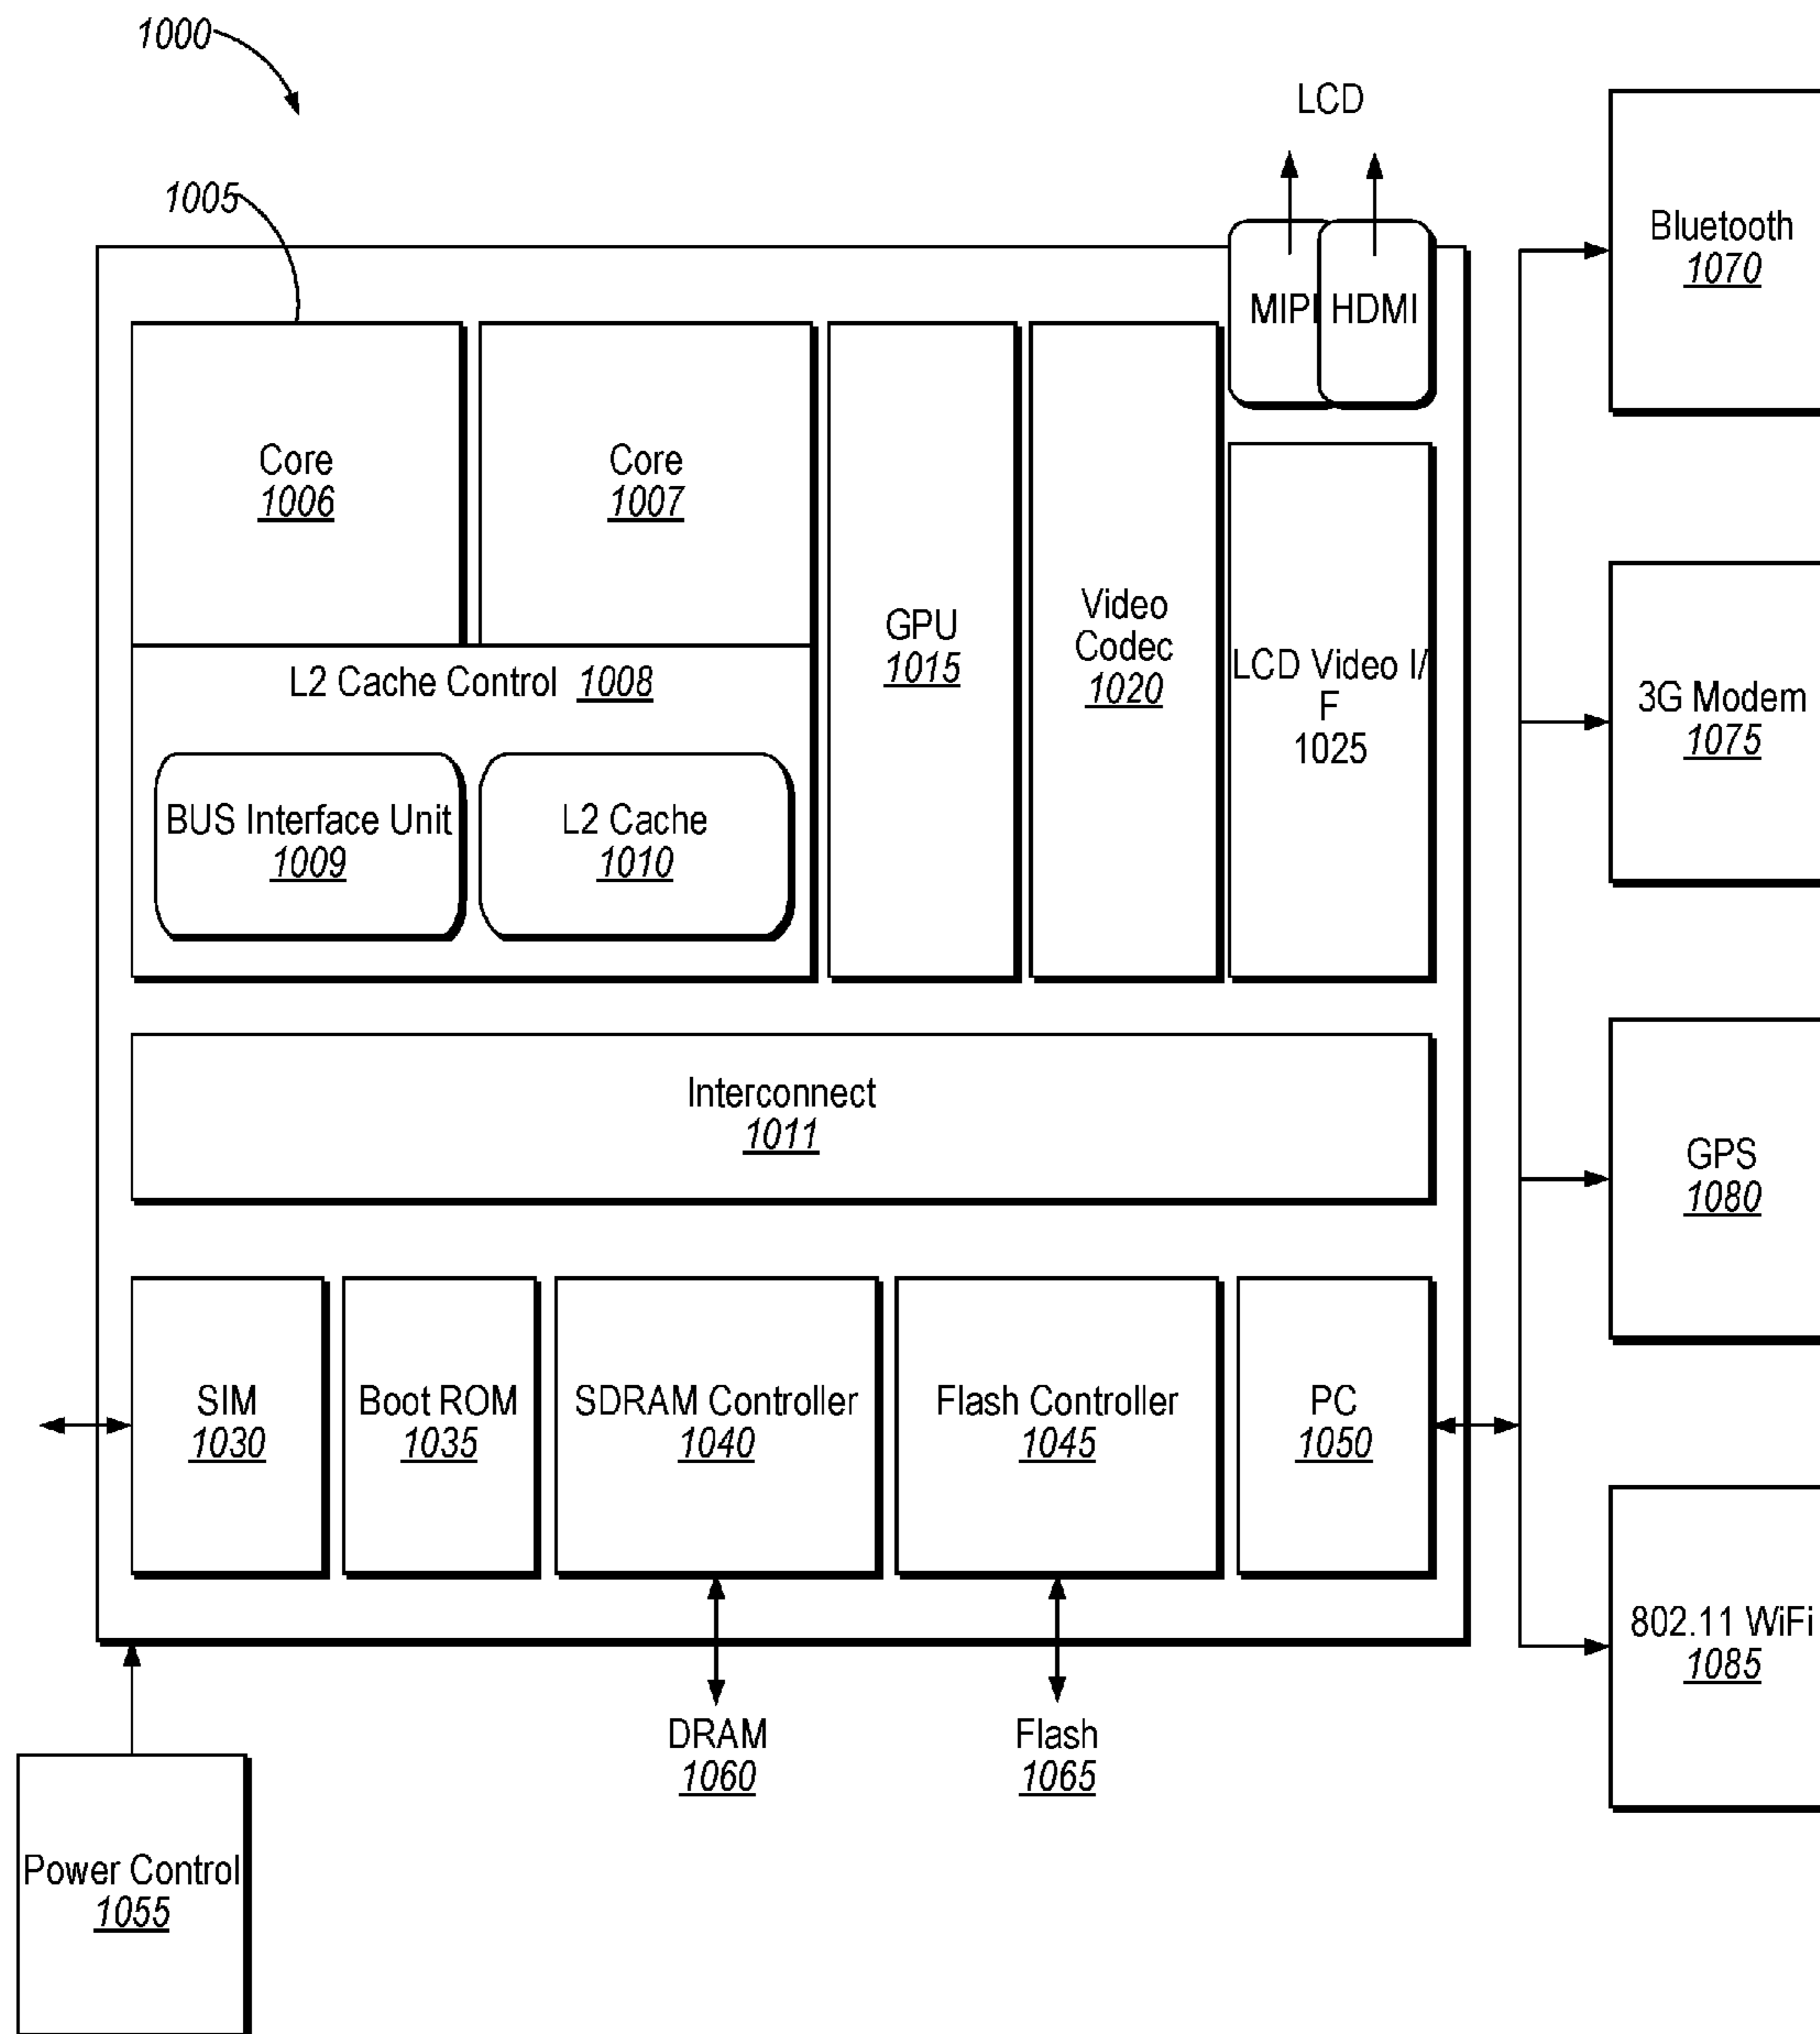 1000
LCD
1005
MIPI
HDMI
Bluetooth
1070
Core
1006
Core
1007
GPU
1015
Video
Codec
1020
LCD Video I/
F
1025
3G Modem
1075
L2 Cache Control 1008
BUS Interface Unit
1009
L2 Cache
1010
Interconnect
1011
GPS
1080
SIM
1030
Boot ROM
1035
SDRAM Controller
1040
Flash Controller
1045
PC
1050
802.11 WiFi
1085
DRAM
1060
Flash
1065
Power Control
1055